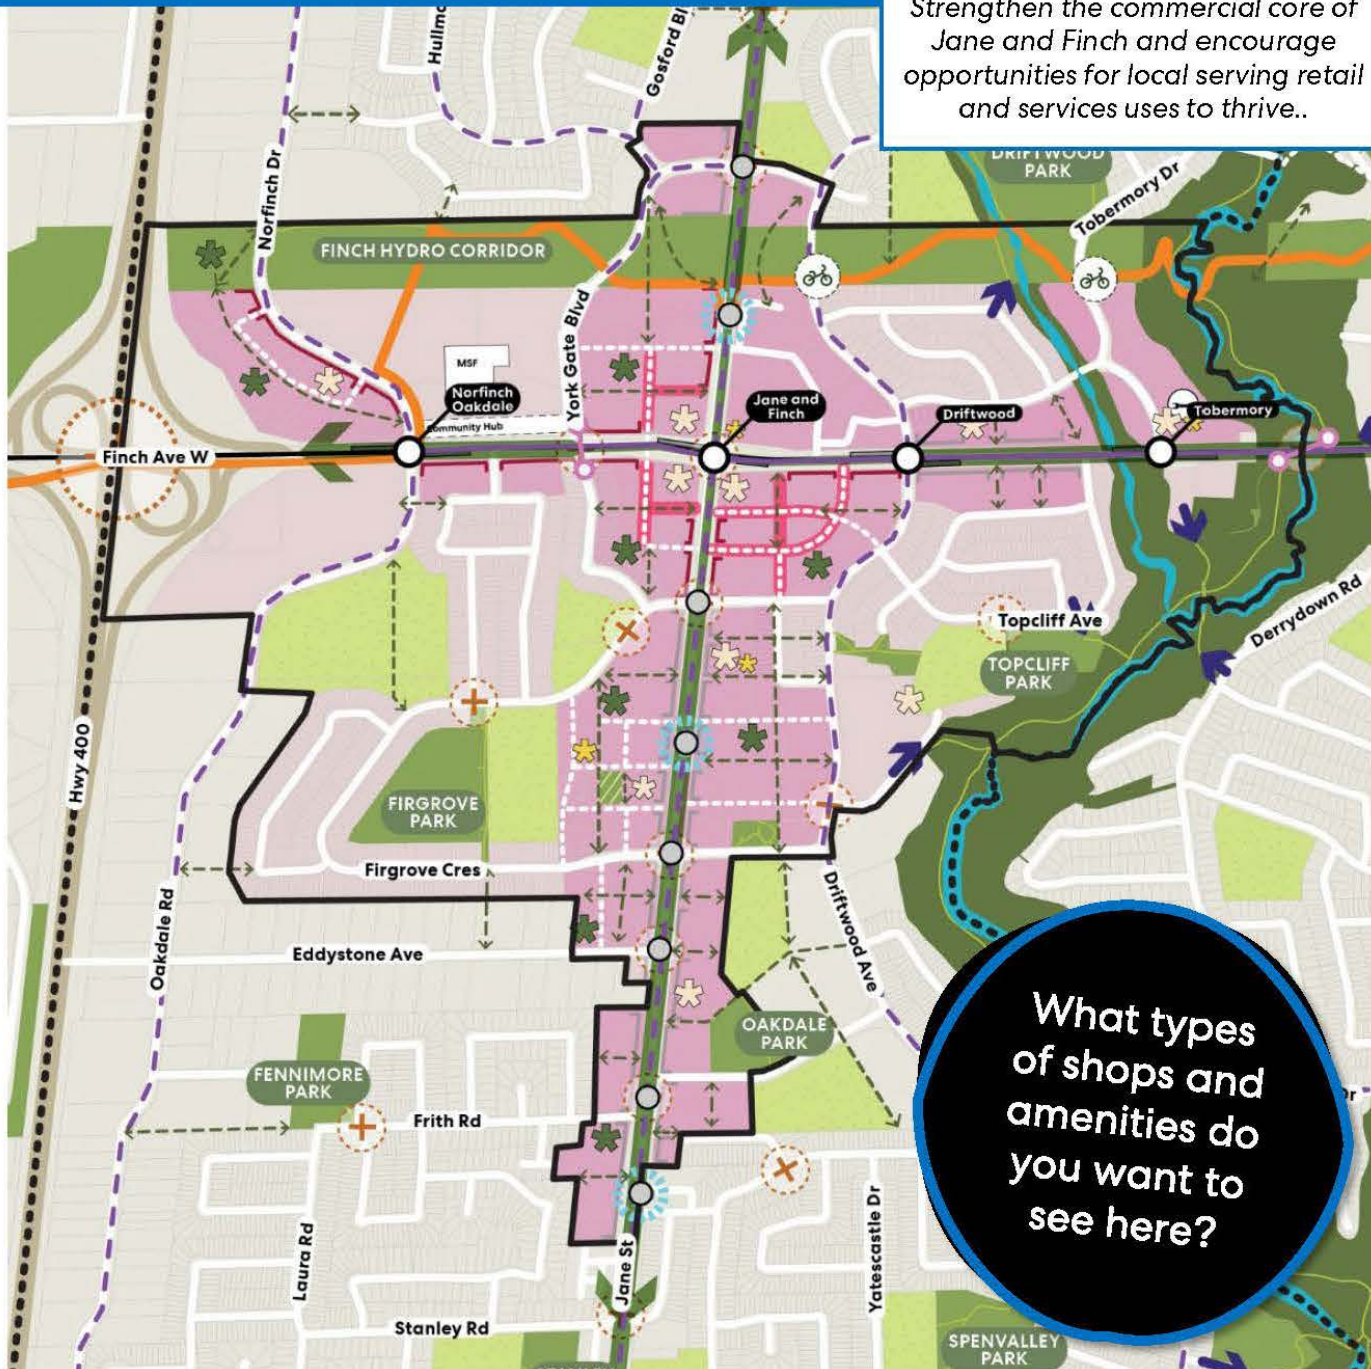 Strengthen the commercial core of
Jane and Finch and encourage
opportunities for local serving retail
and services uses to thrive..
Gosford Bl
DRIFTWOOD
PARK
Tobermory Dr
Norfinch Dr
FINCH HYDRO CORRIDOR
York Gate Blvd
MSF
Norfinch
Oakdale
Community Hub
Jane and
Finch
Driftwood
Tobermory
Finch Ave W
Topcliff Ave
Derrydown Rd
TOPCLIFF
PARK
Hwy 400
FIRGROVE
PARK
Firgrove Cres
Oakdale Rd
Driftwood Ave
Eddystone Ave
OAKDALE
PARK
What types
of shops and
amenities do
you want to
see here?
FENNIMORE
PARK
Frith Rd
Dr
Laura Rd
Jane St
Yatescastle Dr
Stanley Rd
SPENVALLEY
PARK